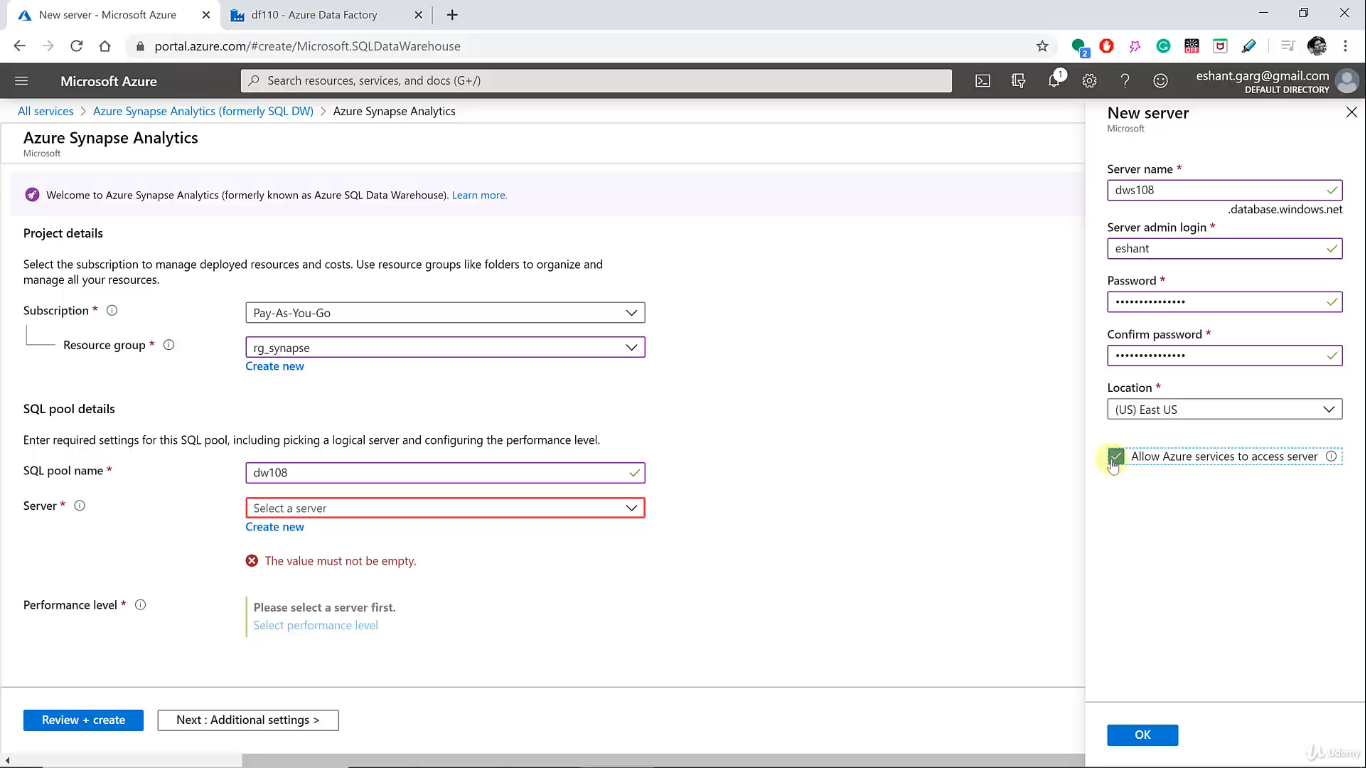 New server - Microsoft Azure
df110 - Azure Data Factory
portal.azure.com/#create/Microsoft.SQLDataWarehouse
2
OFF
Microsoft Azure
Search resources, services, and docs (G+/)
1
eshant.garg@gmail.com
DEFAULT DIRECTORY
All services > Azure Synapse Analytics (formerly SQL DW) > Azure Synapse Analytics
Azure Synapse Analytics
Microsoft
Welcome to Azure Synapse Analytics (formerly known as Azure SQL Data Warehouse). Learn more.
Project details
Select the subscription to manage deployed resources and costs. Use resource groups like folders to organize and
manage all your resources.
Subscription *
Pay-As-You-Go
Resource group *
rg_synapse
Create new
SQL pool details
Enter required settings for this SQL pool, including picking a logical server and configuring the performance level.
SQL pool name *
dw108
Server *
Select a server
Create new
The value must not be empty.
Performance level *
Please select a server first.
Select performance level
Review + create
Next : Additional settings >
New server
Microsoft
Server name *
dws108
.database.windows.net
Server admin login *
eshant
Password *
•••••••••••••••
Confirm password *
•••••••••••••••
Location *
(US) East US
Allow Azure services to access server
OK
Udemy